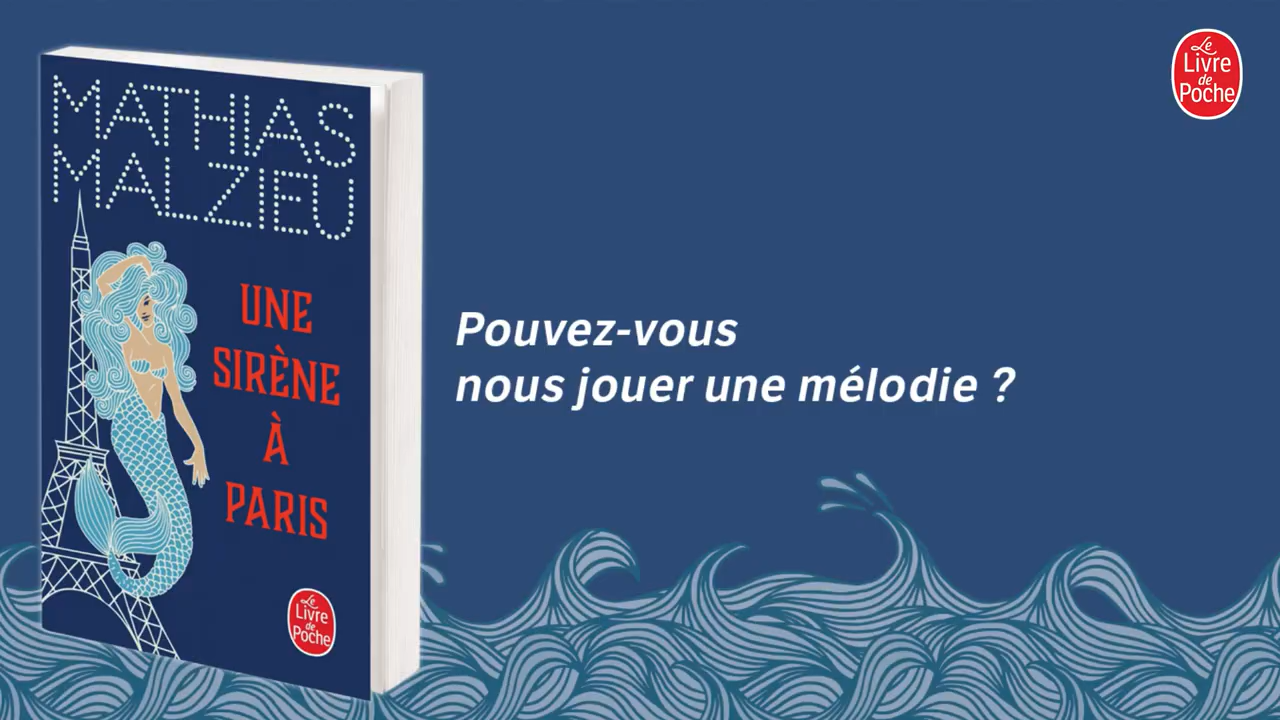 MATHIAS
MALZIEU
UNE
SIRÈNE
À
PARIS
Le
Livre
de
Poche
Pouvez-vous
nous jouer une mélodie ?
Le
Livre
de
Poche